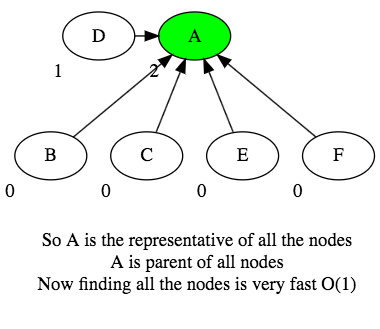 D
A
1
2
B
C
E
F
0
0
0
0
So A is the representative of all the nodes
A is parent of all nodes
Now finding all the nodes is very fast O(1)